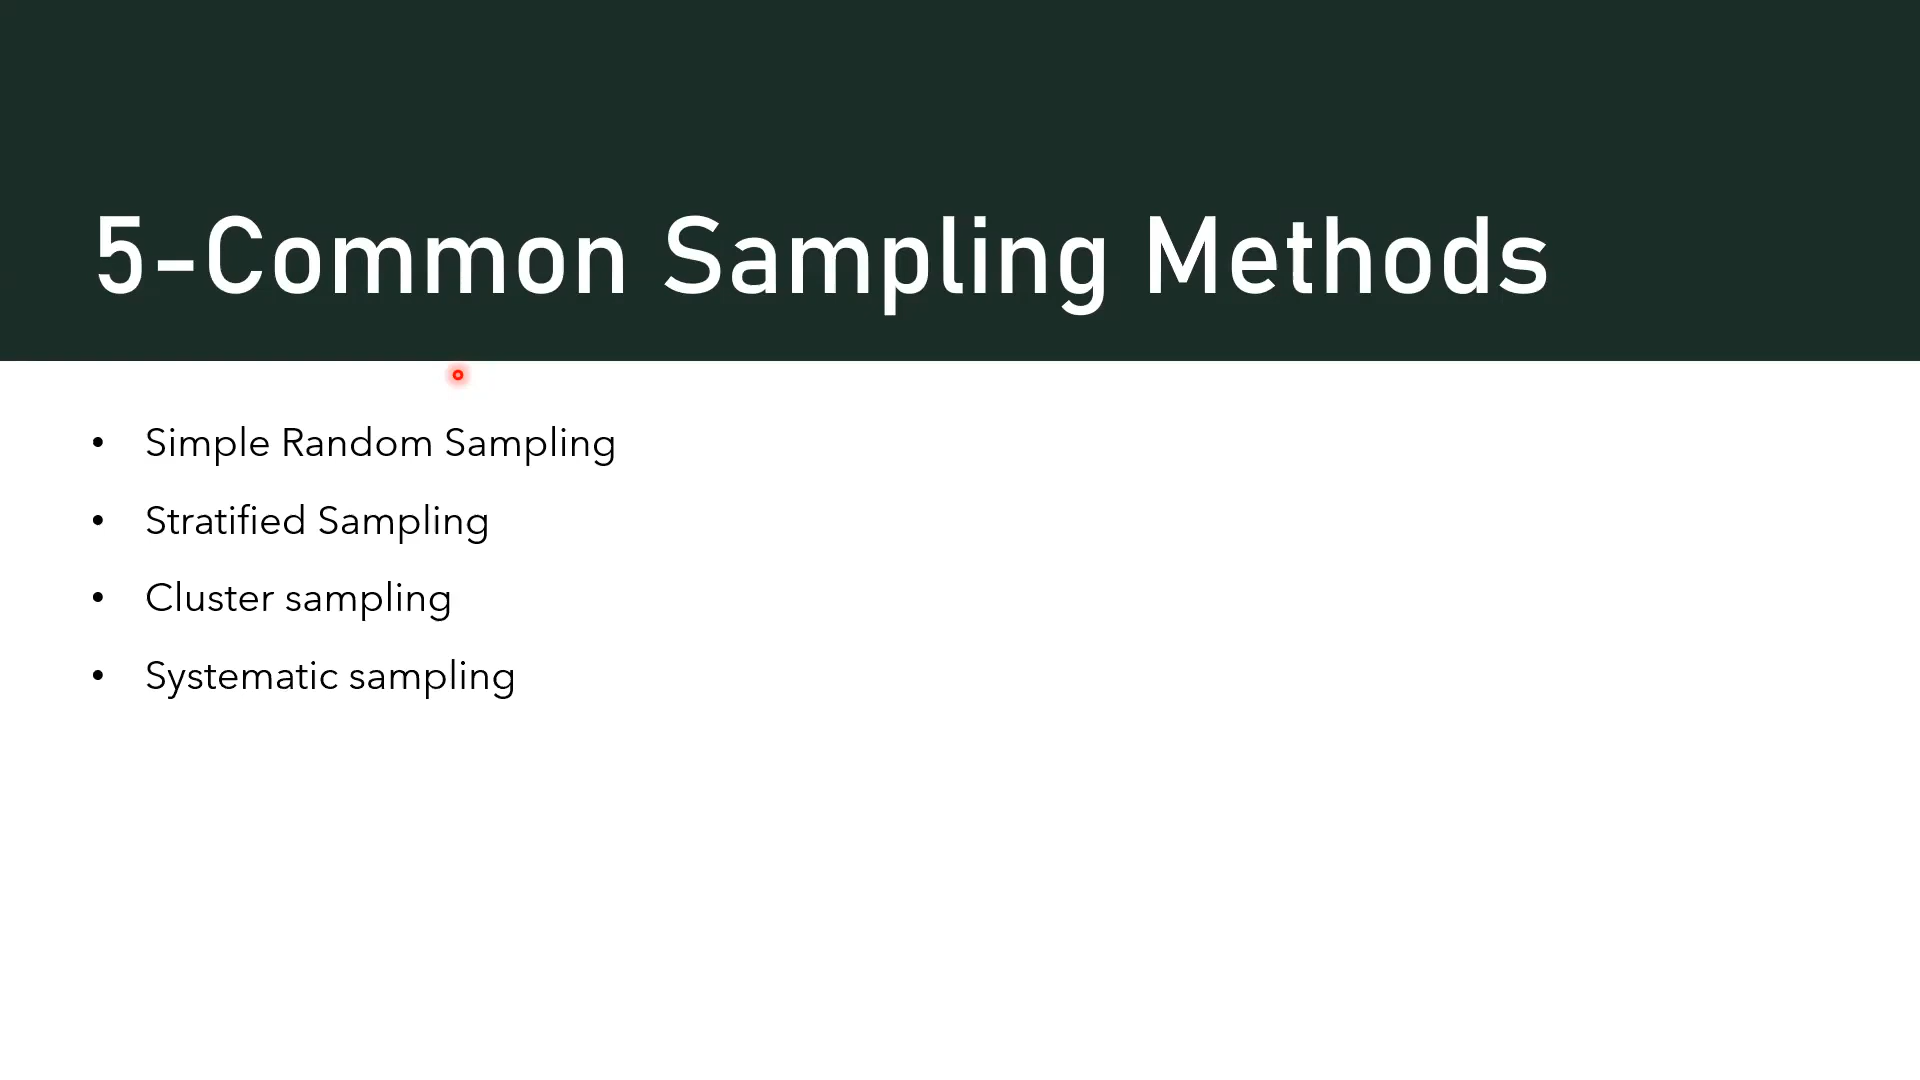 5-Common Sampling Methods
• Simple Random Sampling
• Stratified Sampling
• Cluster sampling
• Systematic sampling